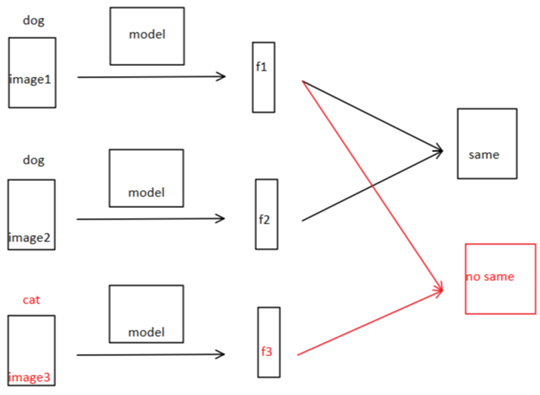 dog
model
image1
f1
same
dog
model
image2
f2
no same
cat
model
image3
f3